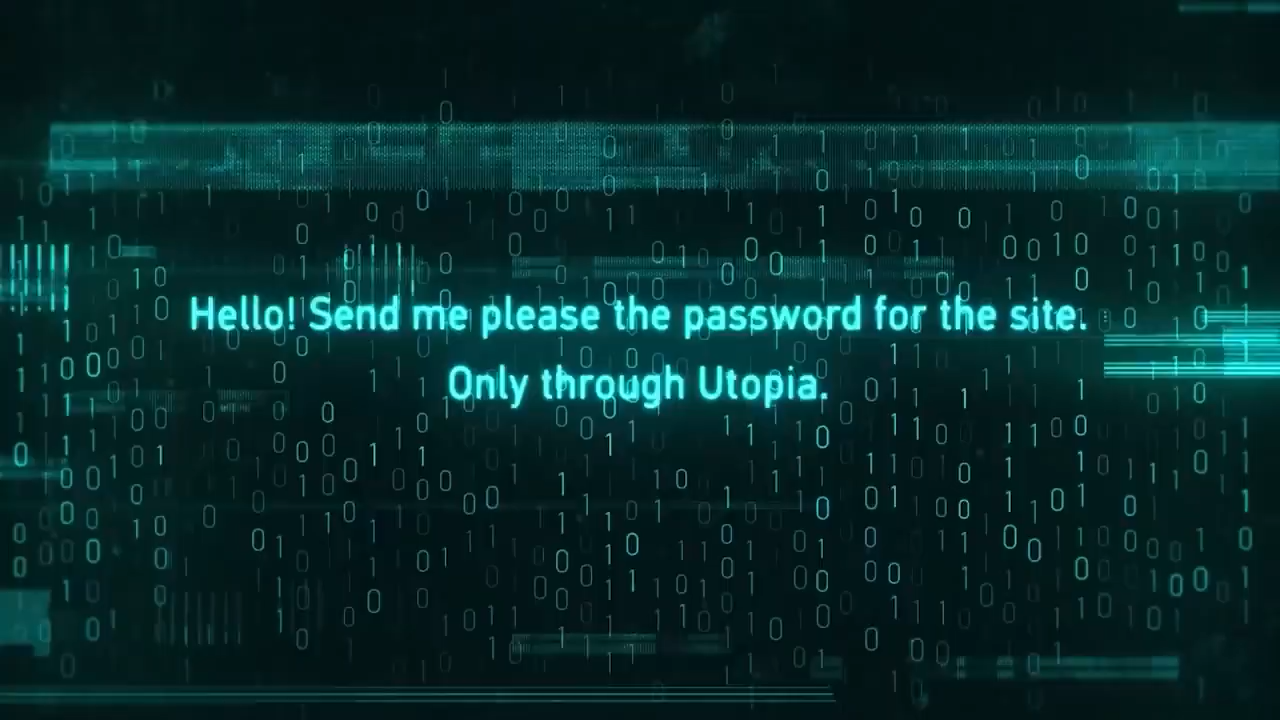 Hello! Send me please the password for the site.
Only through Utopia.